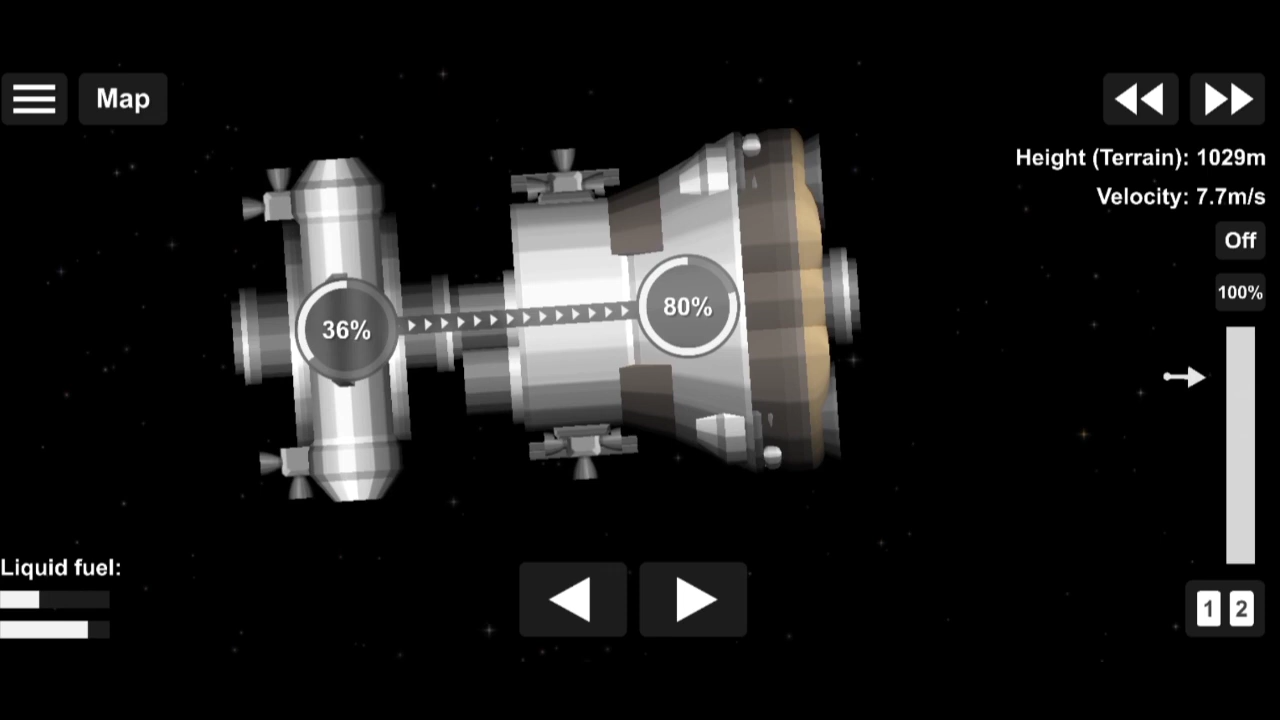 Map
Height (Terrain): 1029m
Velocity: 7.7m/s
Off
100%
36%
80%
Liquid fuel:
1 2